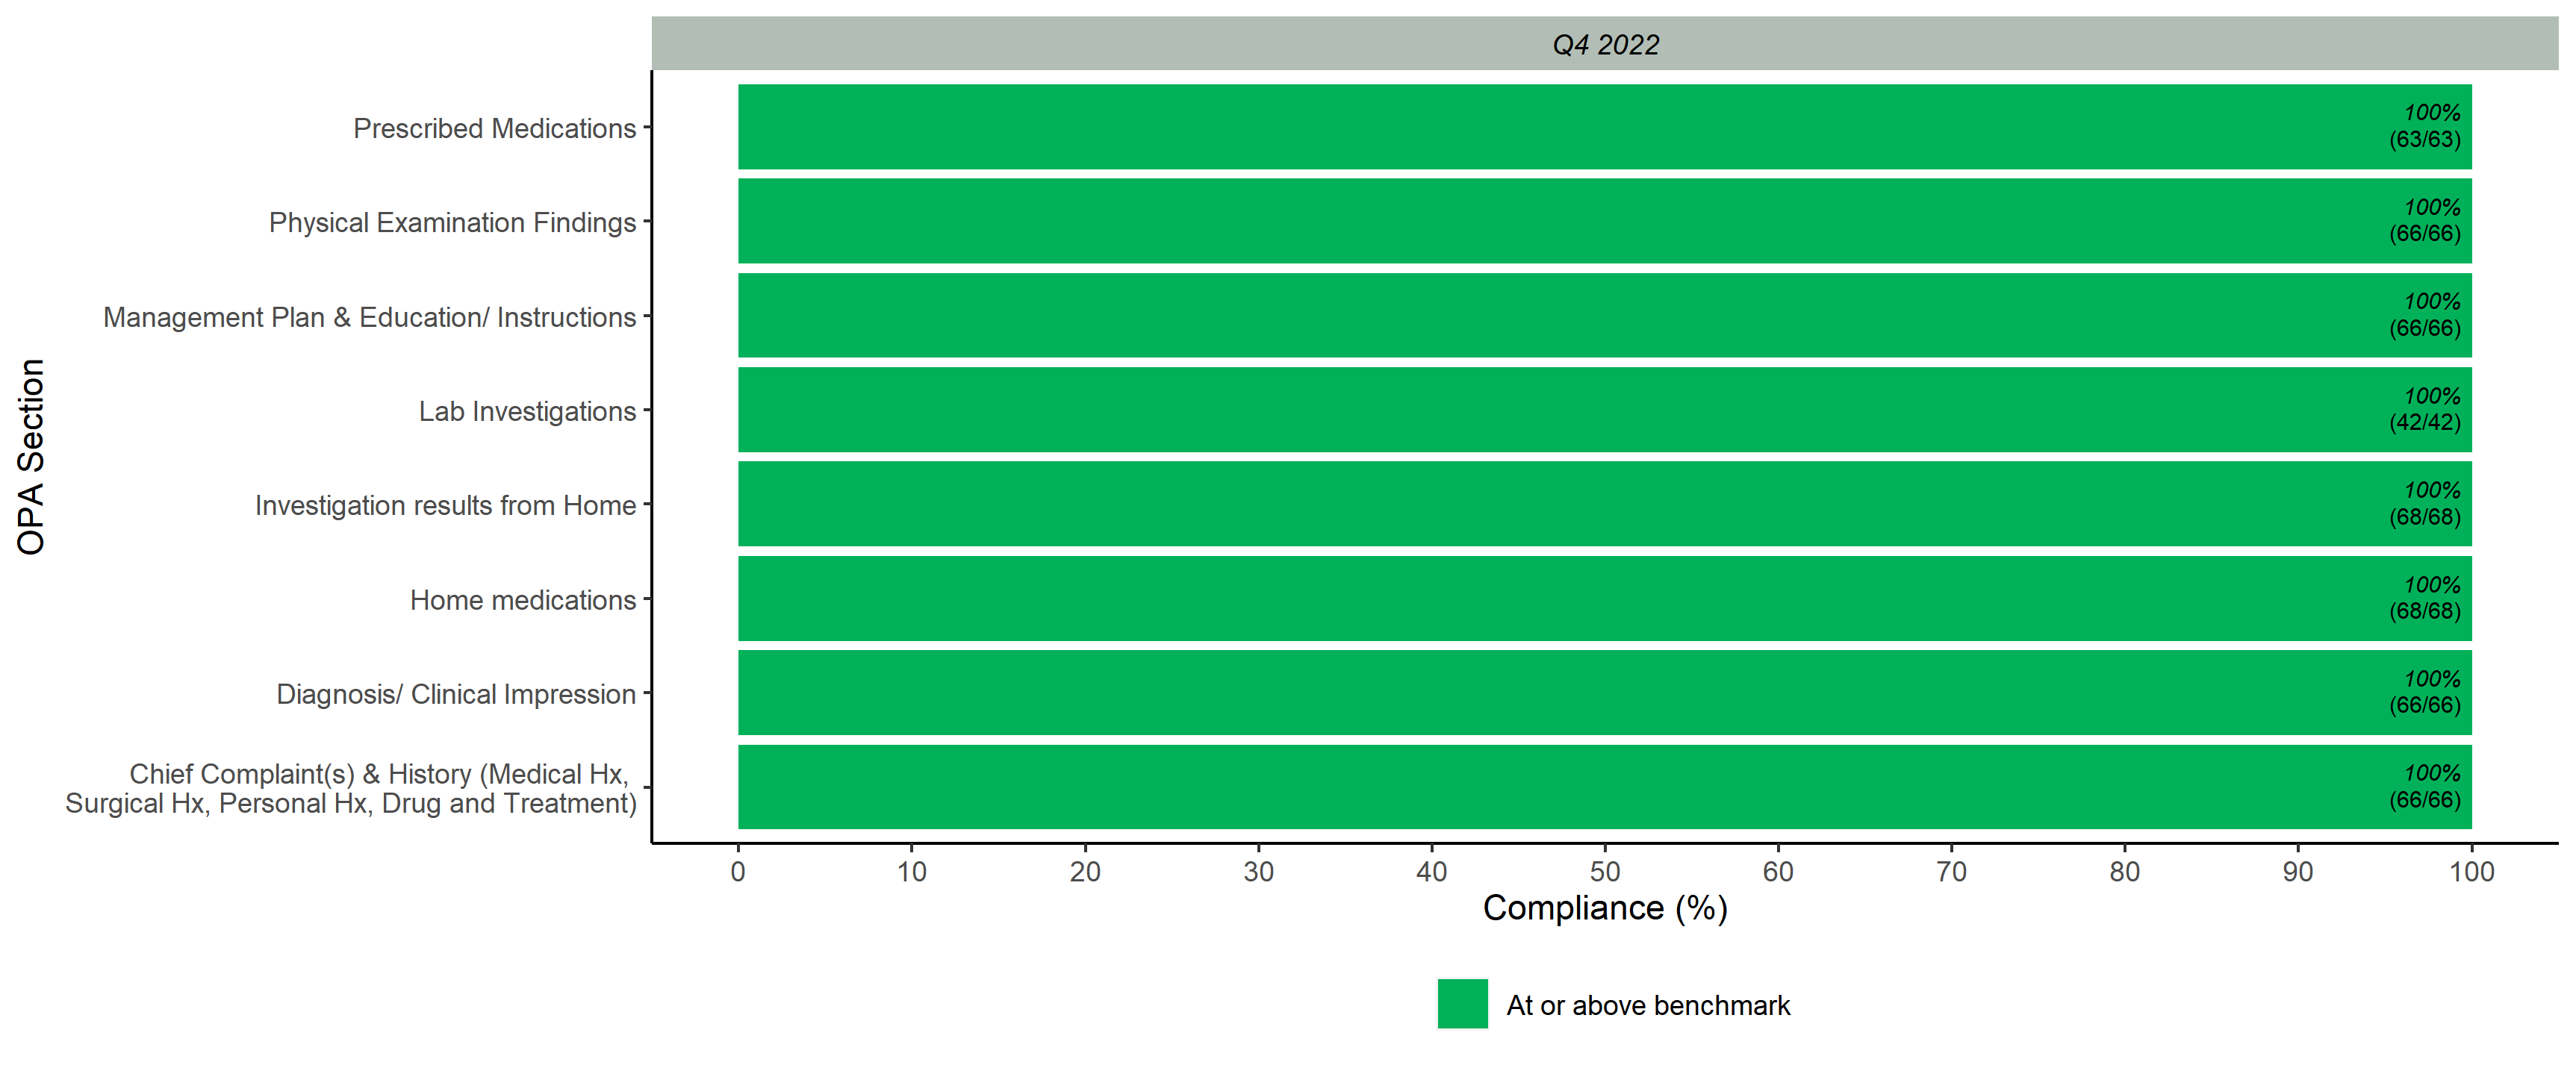 Q4 2022
OPA Section
Prescribed Medications
100%
(63/63)
Physical Examination Findings
100%
(66/66)
Management Plan & Education/ Instructions
100%
(66/66)
Lab Investigations
100%
(42/42)
Investigation results from Home
100%
(68/68)
Home medications
100%
(68/68)
Diagnosis/ Clinical Impression
100%
(66/66)
Chief Complaint(s) & History (Medical Hx,
Surgical Hx, Personal Hx, Drug and Treatment)
100%
(66/66)
0 10 20 30 40 50 60 70 80 90 100
Compliance (%)
At or above benchmark